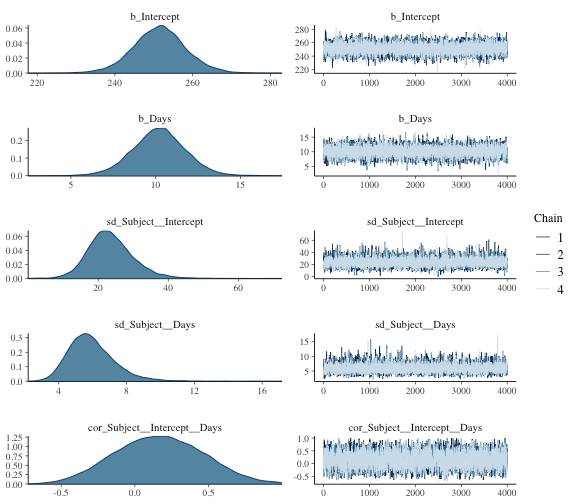 b_Intercept
0.06
0.04
0.02
0.00
220 240 260 280
b_Intercept
280
260
240
220
0 1000 2000 3000 4000
b_Days
0.2
0.1
0.0
5 10 15
b_Days
15
10
5
0 1000 2000 3000 4000
sd_Subject__Intercept
0.06
0.04
0.02
0.00
20 40 60
sd_Subject__Intercept
60
40
20
0
0 1000 2000 3000 4000
Chain
1
2
3
4
sd_Subject__Days
0.3
0.2
0.1
0.0
4 8 12 16
sd_Subject__Days
15
10
5
0 1000 2000 3000 4000
cor_Subject__Intercept__Days
1.25
1.00
0.75
0.50
0.25
0.00
-0.5 0.0 0.5
cor_Subject__Intercept__Days
1.0
0.5
0.0
-0.5
0 1000 2000 3000 4000